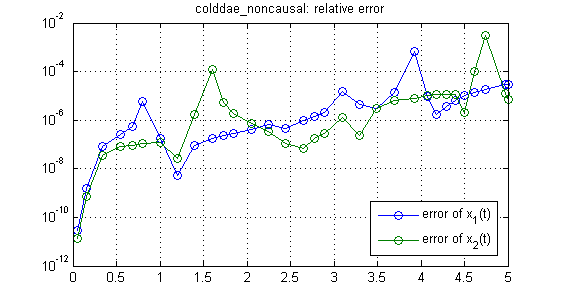 colddae_noncausal: relative error
10^-2
10^-4
10^-6
10^-8
10^-10
10^-12
0 0.5 1 1.5 2 2.5 3 3.5 4 4.5 5
error of x_1(t)
error of x_2(t)